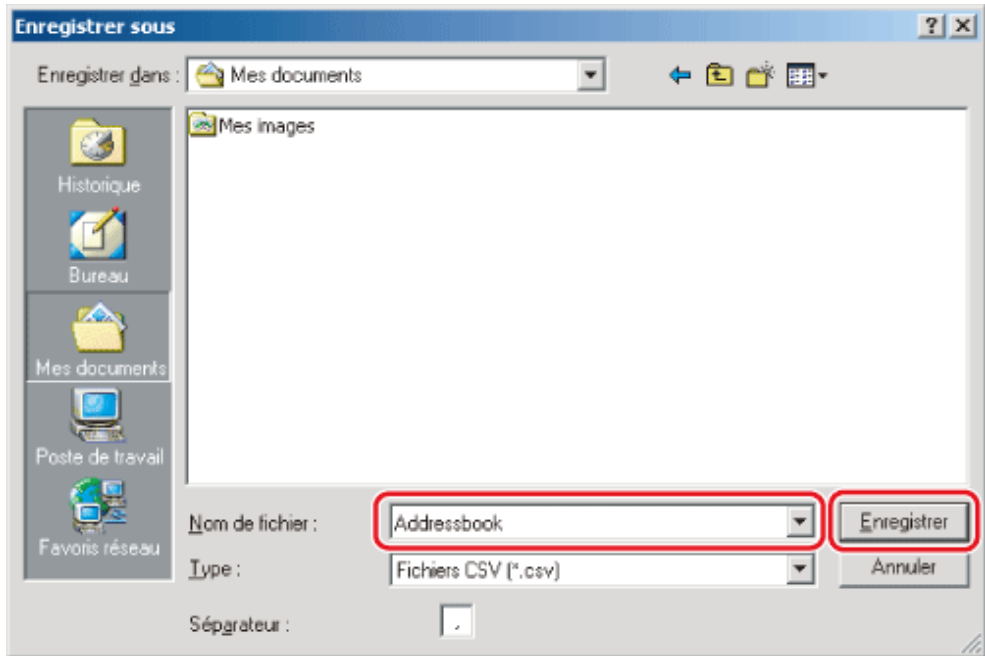 Enregistrer sous
Enregistrer dans : Mes documents
Mes images
Historique
Bureau
Mes documents
Poste de travail
Favoris réseau
Nom de fichier : Addressbook Enregistrer
Type : Fichiers CSV (*.csv) Annuler
Séparateur : ,